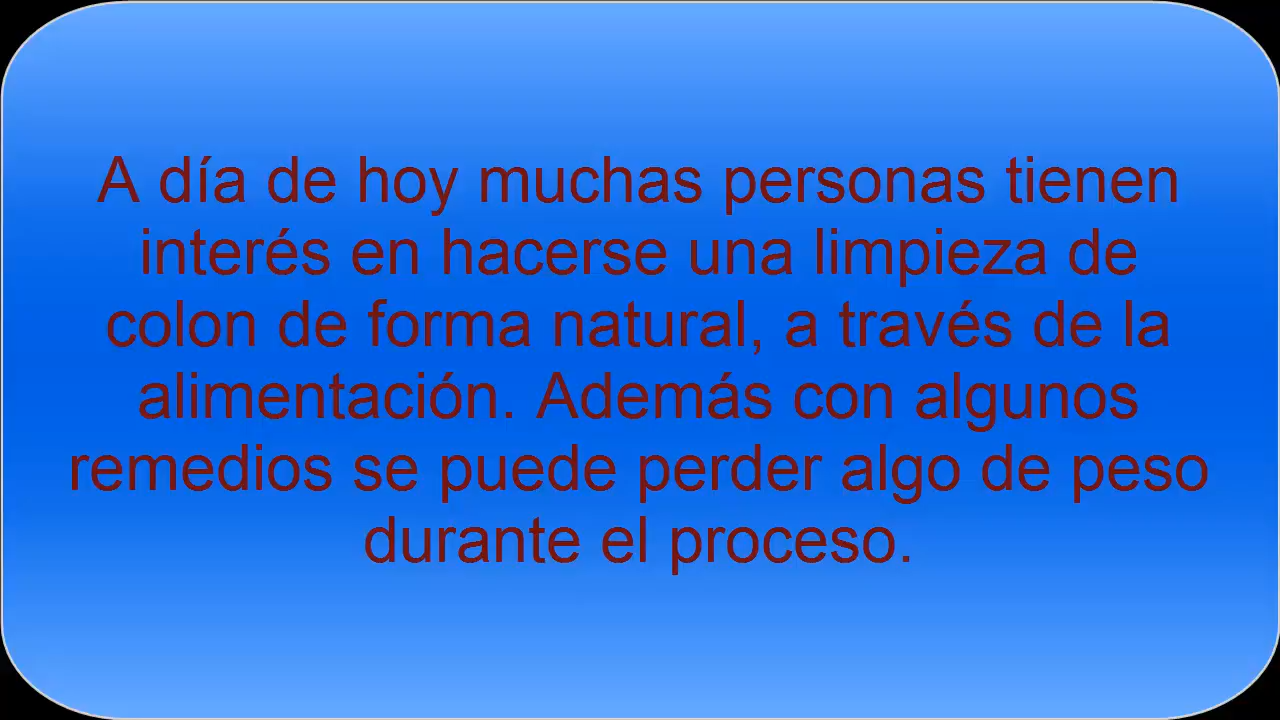 A día de hoy muchas personas tienen
interés en hacerse una limpieza de
colon de forma natural, a través de la
alimentación. Además con algunos
remedios se puede perder algo de peso
durante el proceso.